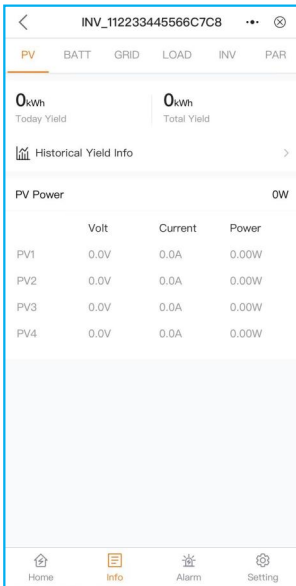 INV_112233445566C7C8
PV BATT GRID LOAD INV PAR
0kWh 0kWh
Today Yield Total Yield
Historical Yield Info
PV Power 0W
Volt Current Power
PV1 0.0V 0.0A 0.00W
PV2 0.0V 0.0A 0.00W
PV3 0.0V 0.0A 0.00W
PV4 0.0V 0.0A 0.00W
Home Info Alarm Setting